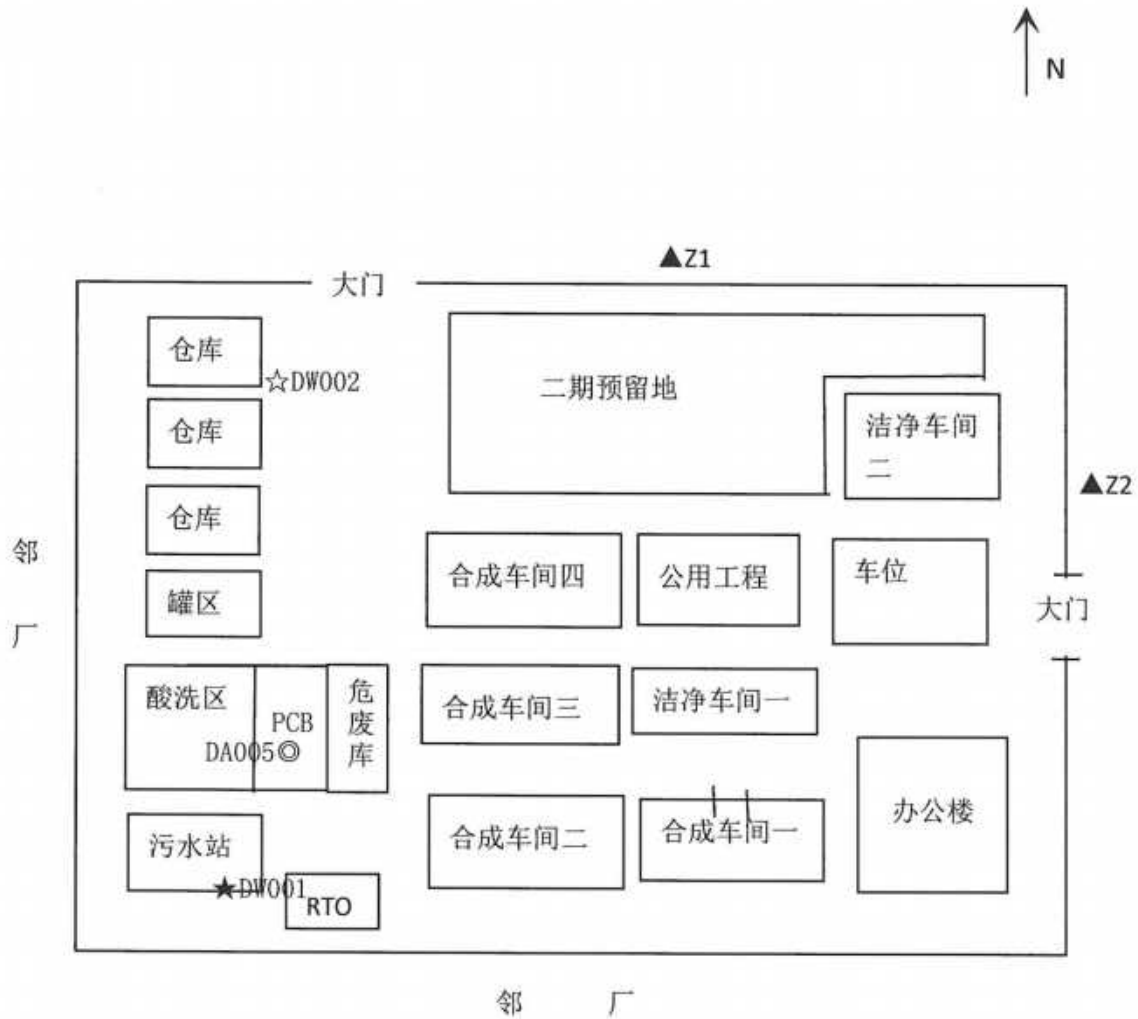 N
▲Z1
大门
仓库
☆DW002
二期预留地
洁净车间
二
仓库
▲Z2
仓库
邻
厂
合成车间四
公用工程
车位
罐区
大门
酸洗区
PCB
危
废
库
DA005◎
合成车间三
洁净车间一
办公楼
污水站
合成车间二
合成车间一
★DW001
RTO
邻 厂